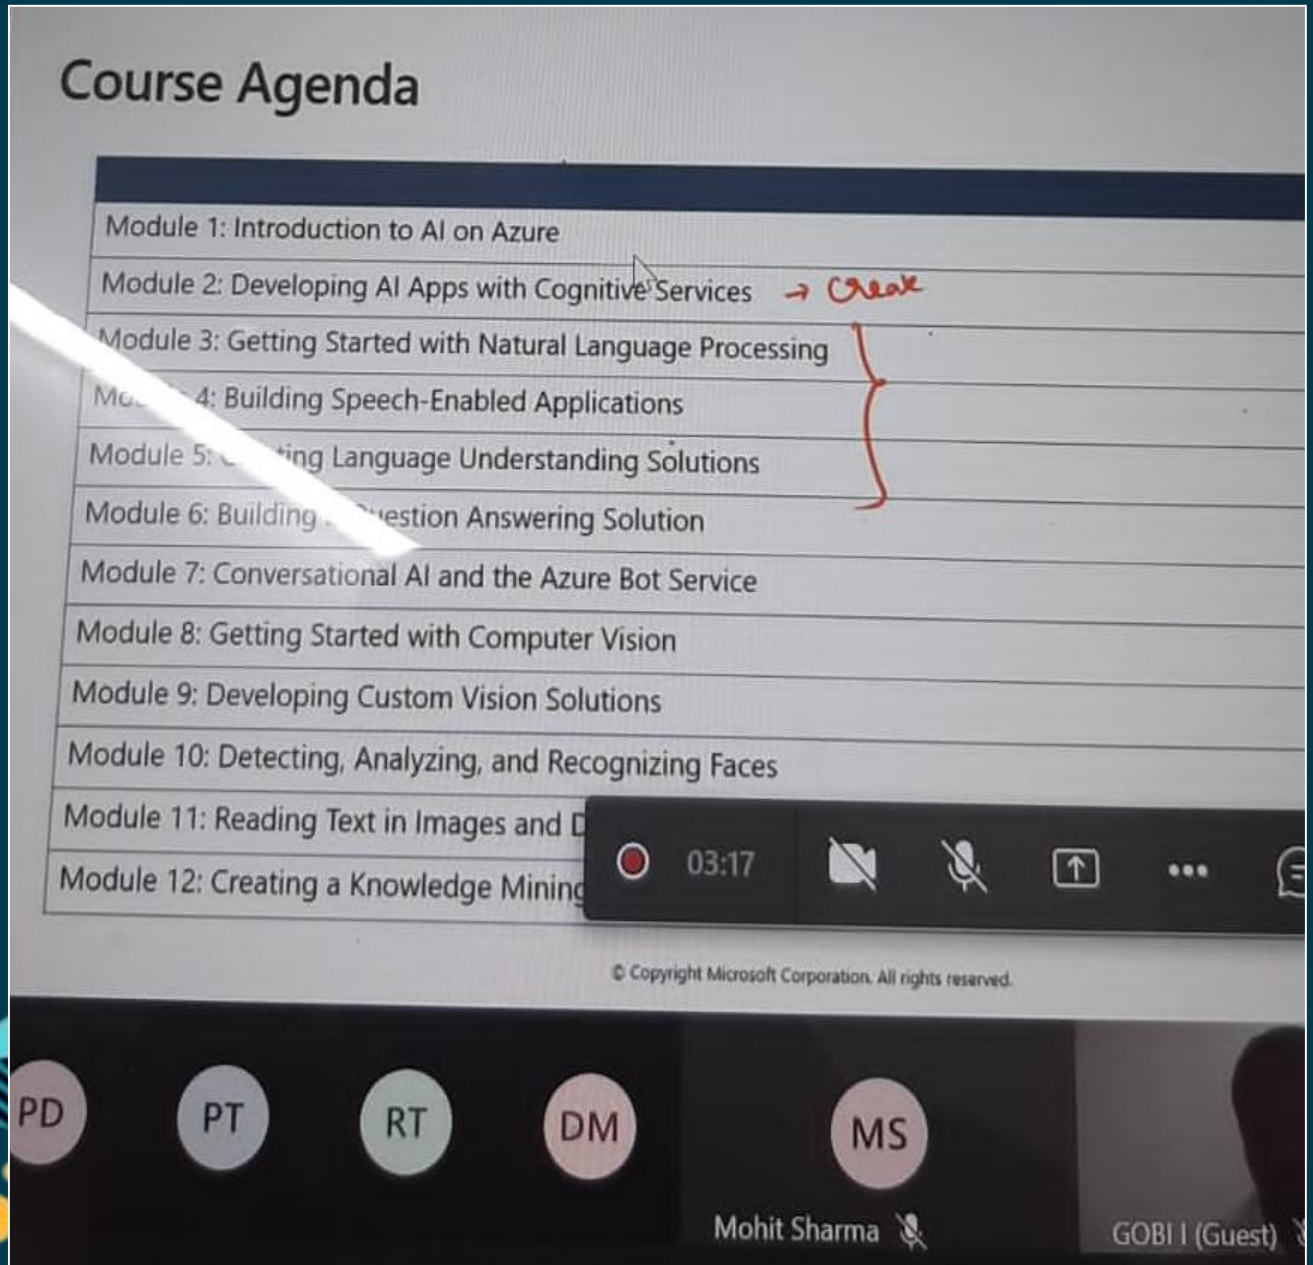 Course Agenda
Module 1: Introduction to AI on Azure
Module 2: Developing AI Apps with Cognitive Services → Creak
Module 3: Getting Started with Natural Language Processing
4: Building Speech-Enabled Applications
Module 5: Language Understanding Solutions
Module 6: Building Question Answering Solution
Module 7: Conversational AI and the Azure Bot Service
Module 8: Getting Started with Computer Vision
Module 9: Developing Custom Vision Solutions
Module 10: Detecting, Analyzing, and Recognizing Faces
Module 11: Reading Text in Images and
Module 12: Creating a Knowledge Mining
03:17
© Copyright Microsoft Corporation. All rights reserved.
PD PT RT DM MS
Mohit Sharma GOBI I (Guest)